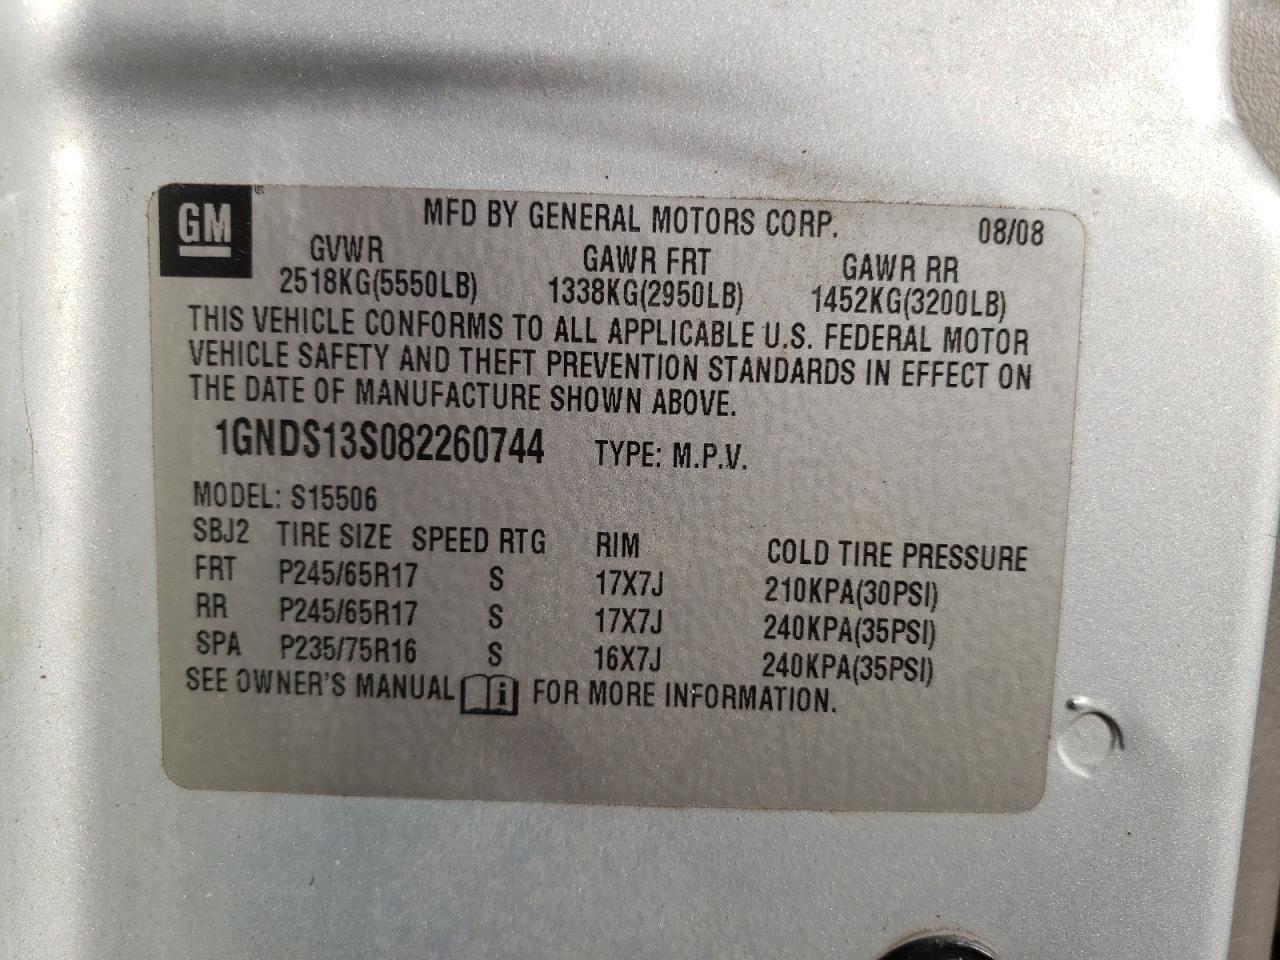 GM® MFD BY GENERAL MOTORS CORP. 08/08
GVWR GAWR FRT GAWR RR
2518KG(5550LB) 1338KG(2950LB) 1452KG(3200LB)
THIS VEHICLE CONFORMS TO ALL APPLICABLE U.S. FEDERAL MOTOR
VEHICLE SAFETY AND THEFT PREVENTION STANDARDS IN EFFECT ON
THE DATE OF MANUFACTURE SHOWN ABOVE.
1GNDS13S082260744 TYPE: M.P.V.
MODEL: S15506
SBJ2 TIRE SIZE SPEED RTG RIM COLD TIRE PRESSURE
FRT P245/65R17 S 17X7J 210KPA(30PSI)
RR P245/65R17 S 17X7J 240KPA(35PSI)
SPA P235/75R16 S 16X7J 240KPA(35PSI)
SEE OWNER'S MANUAL i FOR MORE INFORMATION.